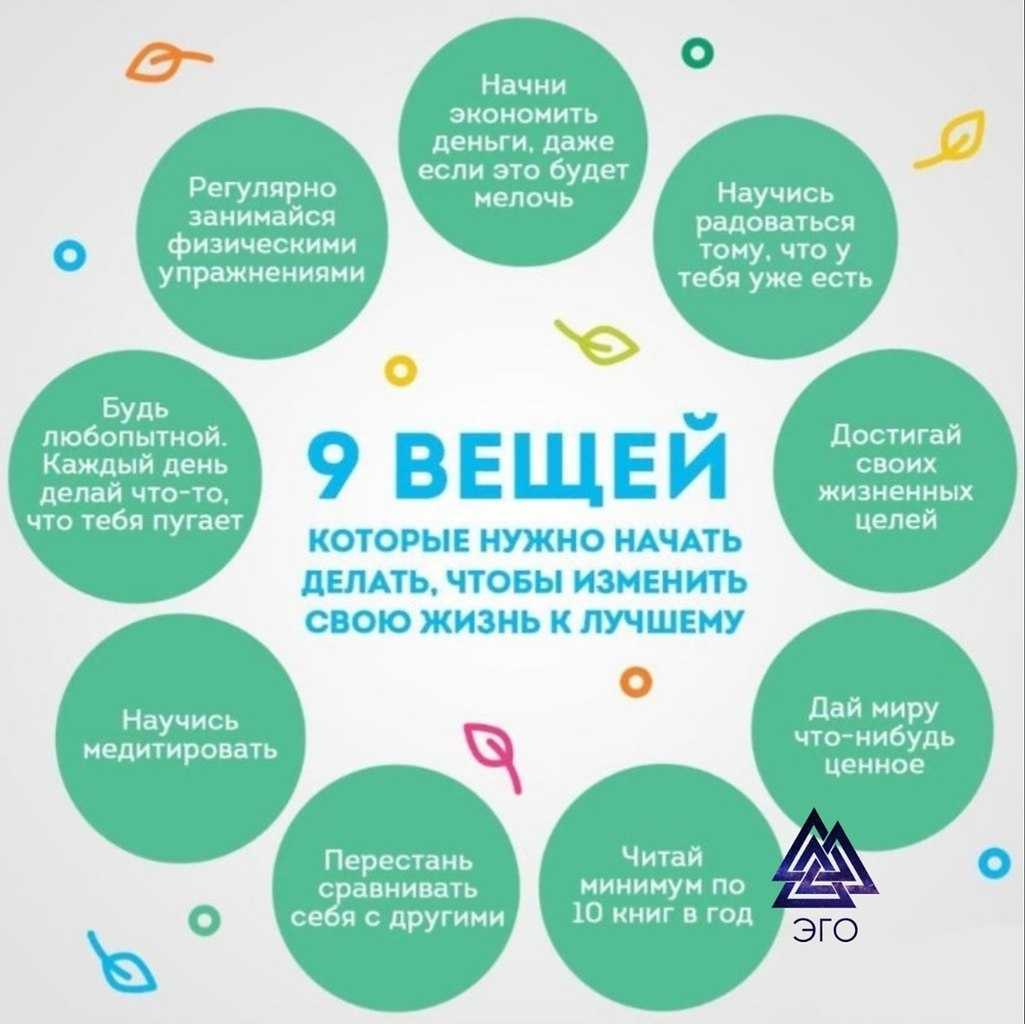 9 ВЕЩЕЙ
КОТОРЫЕ НУЖНО НАЧАТЬ
ДЕЛАТЬ, ЧТОБЫ ИЗМЕНИТЬ
СВОЮ ЖИЗНЬ К ЛУЧШЕМУ
Начни
экономить
деньги, даже
если это будет
мелочь
Научись
радоваться
тому, что у
тебя уже есть
Достигай
своих
жизненных
целей
Дай миру
что-нибудь
ценное
Читай
минимум по
10 книг в год
Перестань
сравнивать
себя с другими
Научись
медитировать
Будь
любопытной.
Каждый день
делай что-то,
что тебя пугает
Регулярно
занимайся
физическими
упражнениями
ЭГО